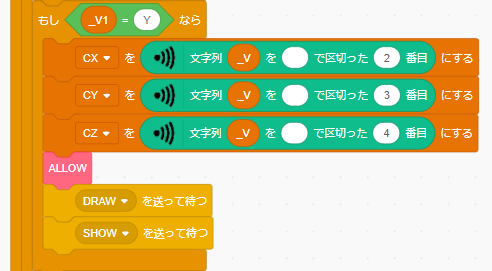 もし _V1 = Y なら
CX を 文字列 _V を で区切った 2 番目 にする
CY を 文字列 _V を で区切った 3 番目 にする
CZ を 文字列 _V を で区切った 4 番目 にする
ALLOW
DRAW を送って待つ
SHOW を送って待つ